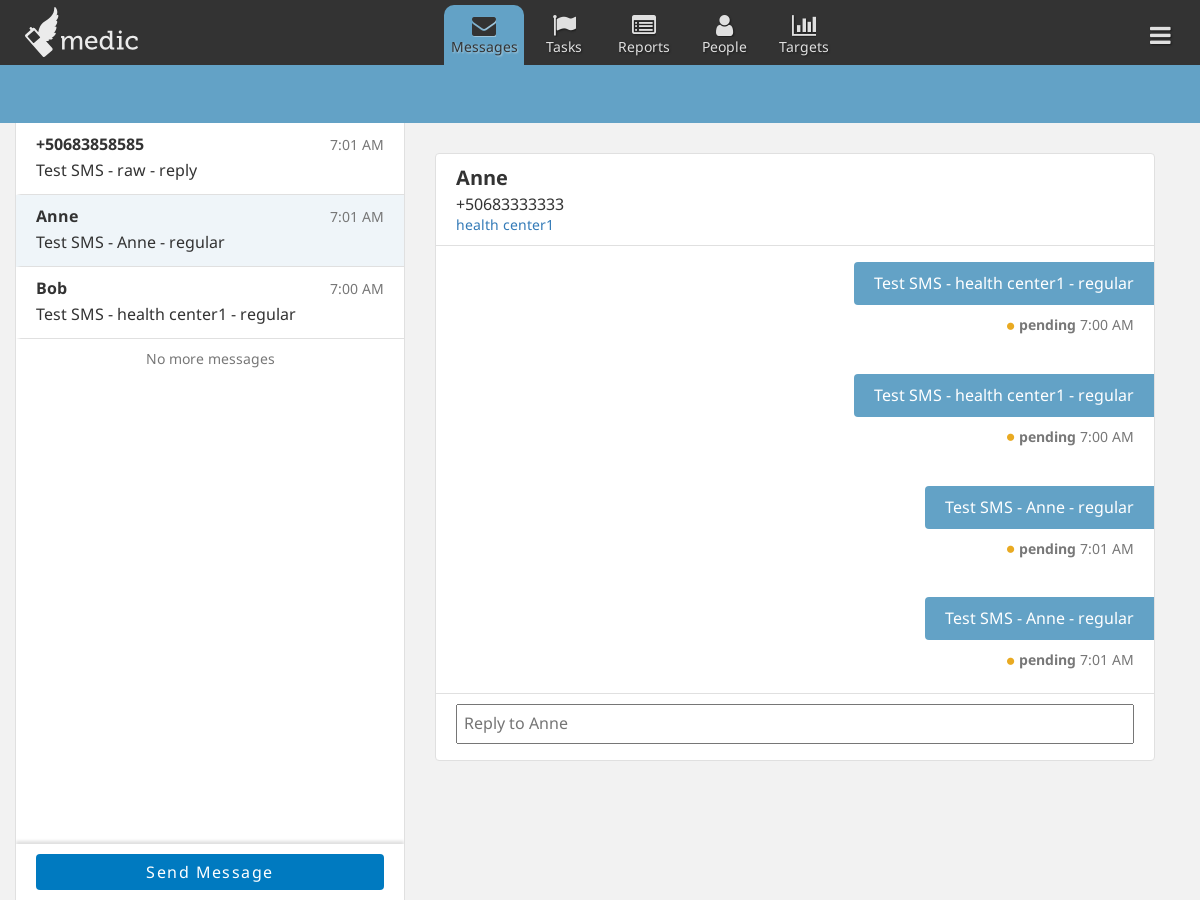 medic
Messages
Tasks
Reports
People
Targets
+50683858585 7:01 AM
Test SMS - raw - reply
Anne 7:01 AM
Test SMS - Anne - regular
Bob 7:00 AM
Test SMS - health center1 - regular
No more messages
Send Message
Anne
+50683333333
health center1
Test SMS - health center1 - regular
pending 7:00 AM
Test SMS - health center1 - regular
pending 7:00 AM
Test SMS - Anne - regular
pending 7:01 AM
Test SMS - Anne - regular
pending 7:01 AM
Reply to Anne